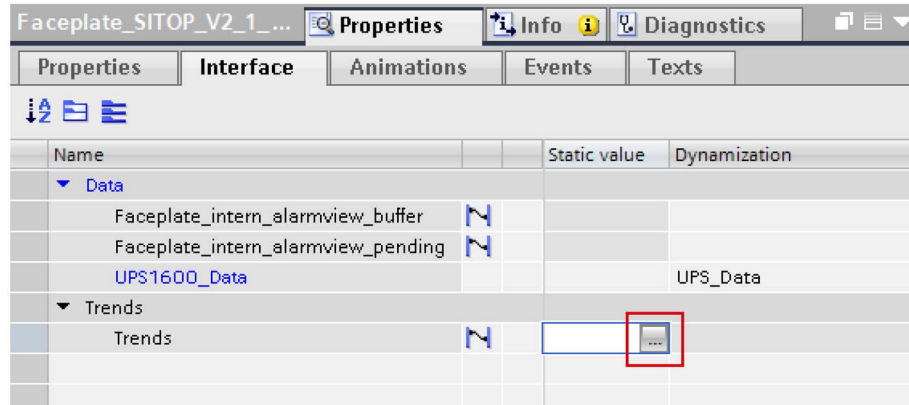 Faceplate_SITOP_V2_1_... Properties Info Diagnostics
Properties Interface Animations Events Texts
Name Static value Dynamization
Data
Faceplate_intern_alarmview_buffer
Faceplate_intern_alarmview_pending
UPS1600_Data UPS_Data
Trends
Trends ...